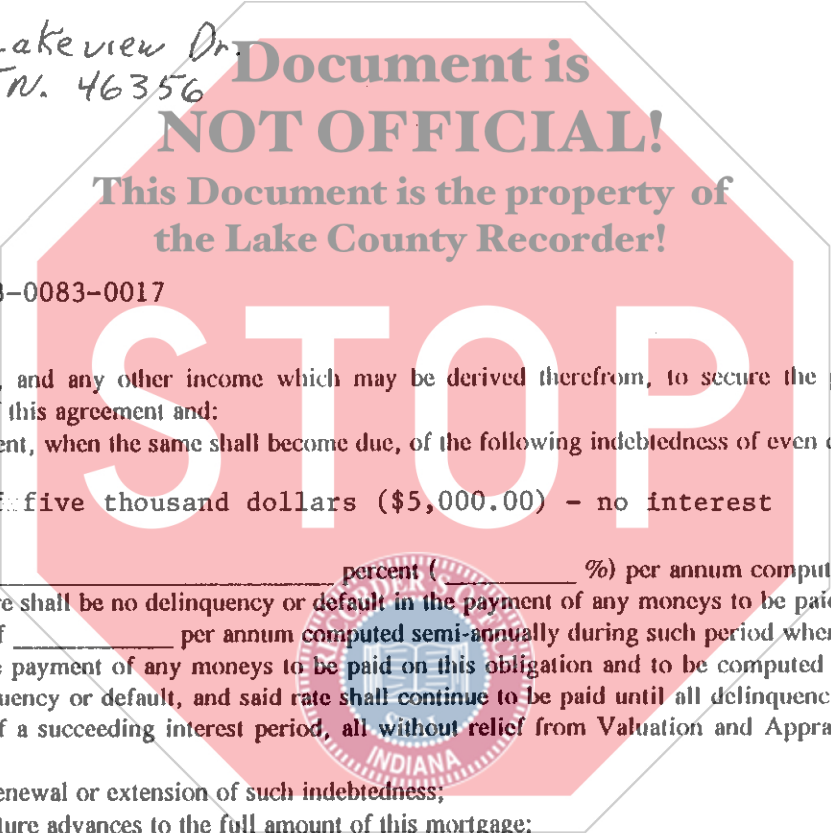 Lakeview Dr.
IN. 46356
Document is
NOT OFFICIAL!
This Document is the property of
the Lake County Recorder!
-0083-0017
STOP
, and any other income which may be derived therefrom, to secure the
this agreement and:
ent, when the same shall become due, of the following indebtedness of even
five thousand dollars ($5,000.00) – no interest
percent ( %) per annum comput
re shall be no delinquency or default in the payment of any moneys to be paid
f per annum computed semi-annually during such period when
payment of any moneys to be paid on this obligation and to be computed
uency or default, and said rate shall continue to be paid until all delinquenc
f a succeeding interest period, all without relief from Valuation and Appra
RECORDER'S OFFICE
SEAL
INDIANA
enewal or extension of such indebtedness;
ture advances to the full amount of this mortgage;